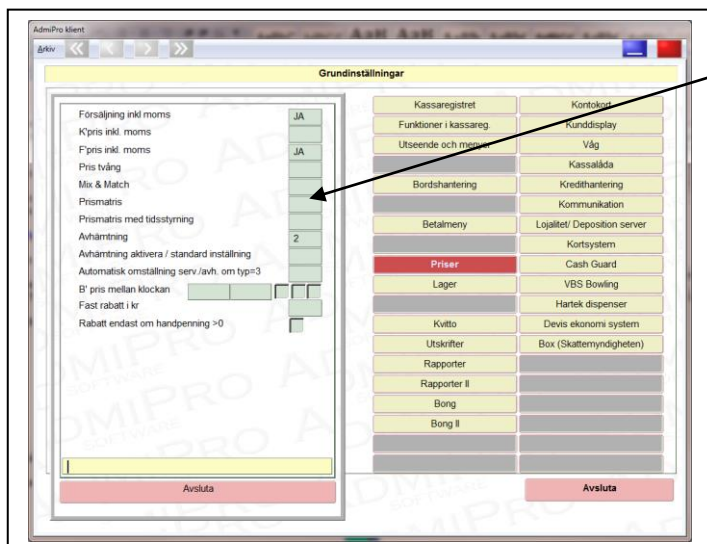 AdmiPro klient
Arkiv
Grundinställningar
Försäljning inkl moms JA
K'pris inkl. moms
F'pris inkl. moms JA
Pris tvång
Mix & Match
Prismatris
Prismatris med tidsstyrning
Avhämtning 2
Avhämtning aktivera / standard inställning
Automatisk omställning serv./avh. om typ=3
B' pris mellan klockan
Fast rabatt i kr
Rabatt endast om handpenning >0
Avsluta
Kassaregistret
Funktioner i kassareg.
Utseende och menyer
Bordshantering
Betalmeny
Priser
Lager
Kvitto
Utskrifter
Rapporter
Rapporter II
Bong
Bong II
Kontokort
Kunddisplay
Våg
Kassalåda
Kredithantering
Kommunikation
Lojalitet/ Deposition server
Kortsystem
Cash Guard
VBS Bowling
Hartek dispenser
Devis ekonomi system
Box (Skattemyndigheten)
Avsluta